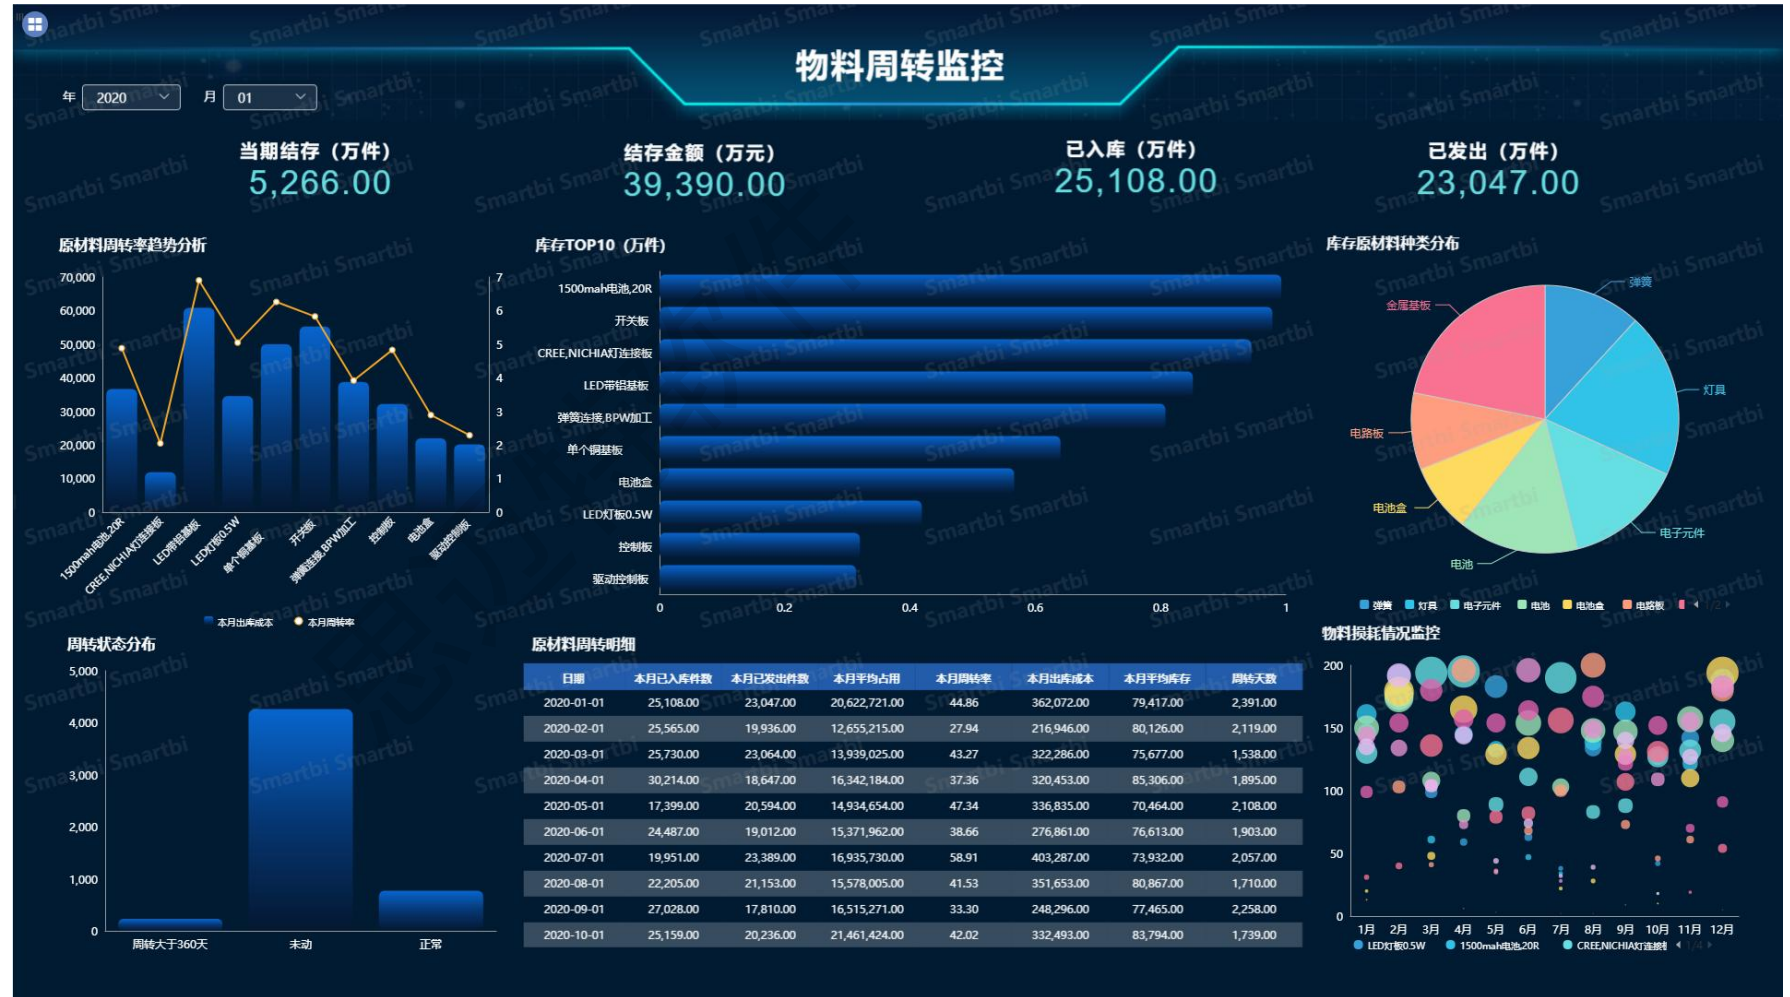 物料周转监控
年 2020 月 01
当期结存（万件）
5,266.00
结存金额（万元）
39,390.00
已入库（万件）
25,108.00
已发出（万件）
23,047.00
原材料周转率趋势分析
70,000
60,000
50,000
40,000
30,000
20,000
10,000
0
7
6
5
4
3
2
1
0
1500mah电池,20R
CREE,NICHIA灯连接板
LED带铝基板
LED灯板0.5W
单个铜基板
开关板
弹簧连接,BPW加工
控制板
电池盒
驱动控制板
本月出库成本 本月周转率
库存TOP10（万件）
1500mah电池,20R
开关板
CREE,NICHIA灯连接板
LED带铝基板
弹簧连接,BPW加工
单个铜基板
电池盒
LED灯板0.5W
控制板
驱动控制板
0 0.2 0.4 0.6 0.8 1
库存原材料种类分布
弹簧
金属基板
灯具
电路板
电池盒
电子元件
电池
弹簧 灯具 电子元件 电池 电池盒 电路板 1/2
周转状态分布
5,000
4,000
3,000
2,000
1,000
0
周转大于360天 未动 正常
原材料周转明细
日期 本月已入库件数 本月已发出件数 本月平均占用 本月周转率 本月出库成本 本月平均库存 周转天数
2020-01-01 25,108.00 23,047.00 20,622,721.00 44.86 362,072.00 79,417.00 2,391.00
2020-02-01 25,565.00 19,936.00 12,655,215.00 27.94 216,946.00 80,126.00 2,119.00
2020-03-01 25,730.00 23,064.00 13,939,025.00 43.27 322,286.00 75,677.00 1,538.00
2020-04-01 30,214.00 18,647.00 16,342,184.00 37.36 320,453.00 85,306.00 1,895.00
2020-05-01 17,399.00 20,594.00 14,934,654.00 47.34 336,835.00 70,464.00 2,108.00
2020-06-01 24,487.00 19,012.00 15,371,962.00 38.66 276,861.00 76,613.00 1,903.00
2020-07-01 19,951.00 23,389.00 16,935,730.00 58.91 403,287.00 73,932.00 2,057.00
2020-08-01 22,205.00 21,153.00 15,578,005.00 41.53 351,653.00 80,867.00 1,710.00
2020-09-01 27,028.00 17,810.00 16,515,271.00 33.30 248,296.00 77,465.00 2,258.00
2020-10-01 25,159.00 20,236.00 21,461,424.00 42.02 332,493.00 83,794.00 1,739.00
物料损耗情况监控
200
150
100
50
0
1月 2月 3月 4月 5月 6月 7月 8月 9月 10月 11月 12月
LED灯板0.5W 1500mah电池,20R CREE,NICHIA灯连接 1/4
Smartbi Smartbi